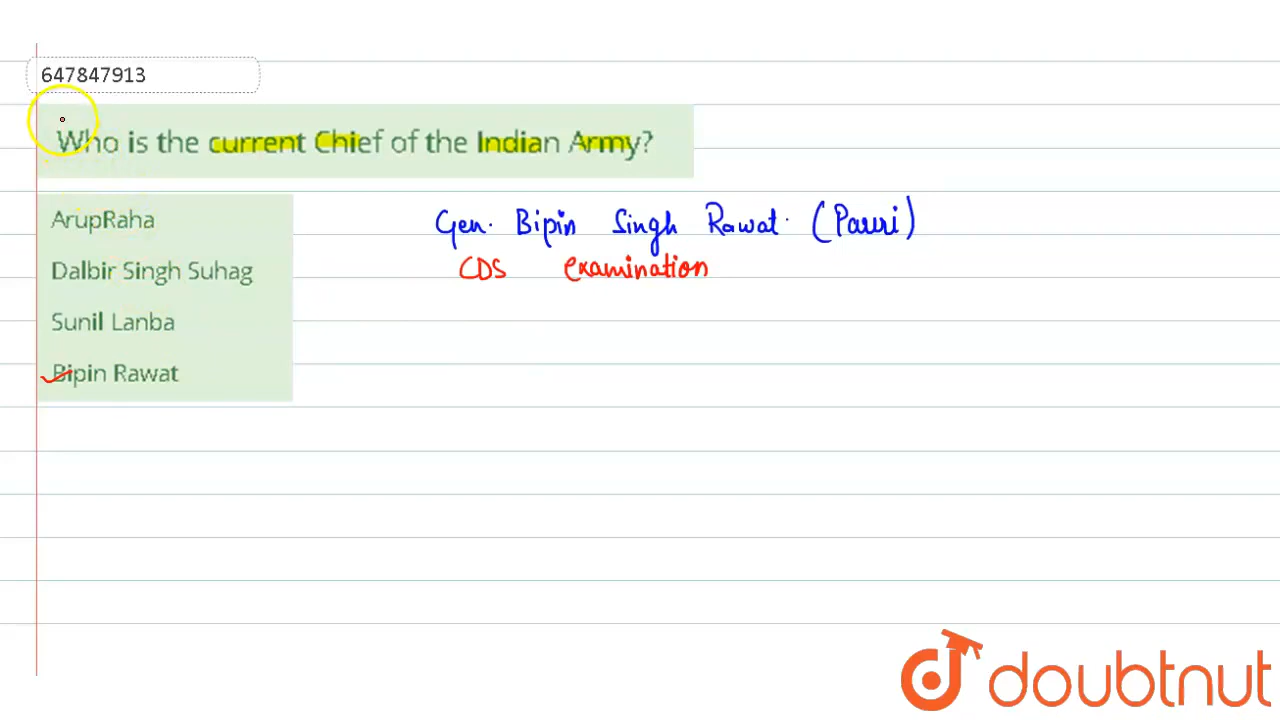 647847913
Who is the current Chief of the Indian Army?
ArupRaha
Gen. Bipin Singh Rawat. (Pauri)
CDS examination
Dalbir Singh Suhag
Sunil Lanba
Bipin Rawat
doubtnut